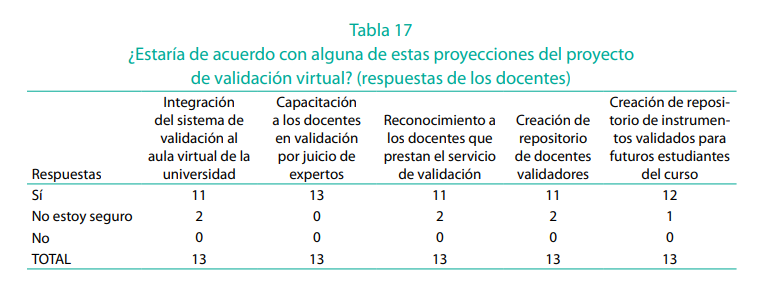 Tabla 17
¿Estaría de acuerdo con alguna de estas proyecciones del proyecto
de validación virtual? (respuestas de los docentes)
Respuestas
Integración
del sistema de
validación al
aula virtual de la
universidad
Capacitación
a los docentes
en validación
por juicio de
expertos
Reconocimiento a
los docentes que
prestan el servicio
de validación
Creación de
repositorio
de docentes
validadores
Creación de reposi-
torio de instrumen-
tos validados para
futuros estudiantes
del curso
Sí 11 13 11 11 12
No estoy seguro 2 0 2 2 1
No 0 0 0 0 0
TOTAL 13 13 13 13 13